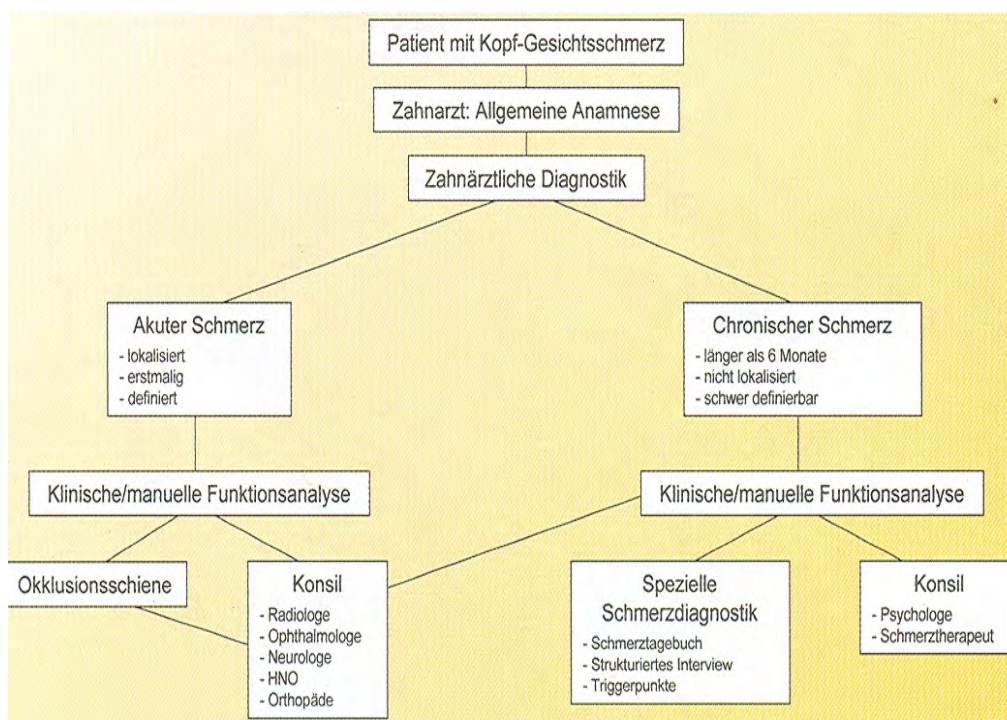 Patient mit Kopf-Gesichtsschmerz
Zahnarzt: Allgemeine Anamnese
Zahnärztliche Diagnostik
Akuter Schmerz
- lokalisiert
- erstmalig
- definiert
Chronischer Schmerz
- länger als 6 Monate
- nicht lokalisiert
- schwer definierbar
Klinische/manuelle Funktionsanalyse
Klinische/manuelle Funktionsanalyse
Okklusionsschiene
Konsil
- Radiologe
- Ophthalmologe
- Neurologe
- HNO
- Orthopäde
Spezielle
Schmerzdiagnostik
- Schmerztagebuch
- Strukturiertes Interview
- Triggerpunkte
Konsil
- Psychologe
- Schmerztherapeut